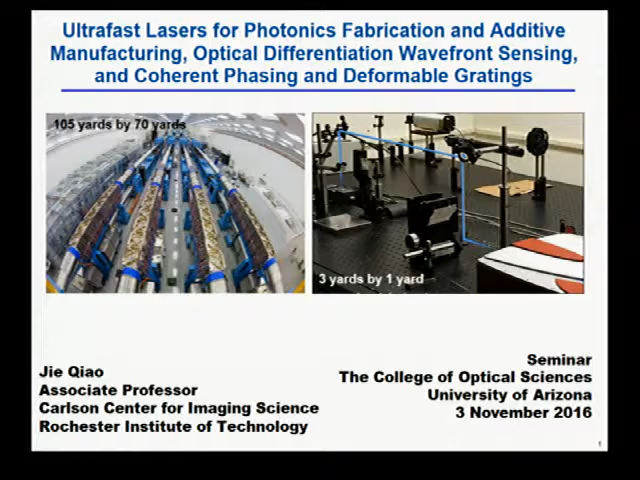 Ultrafast Lasers for Photonics Fabrication and Additive
Manufacturing, Optical Differentiation Wavefront Sensing,
and Coherent Phasing and Deformable Gratings
105 yards by 70 yards
3 yards by 1 yard
Jie Qiao
Associate Professor
Carlson Center for Imaging Science
Rochester Institute of Technology
Seminar
The College of Optical Sciences
University of Arizona
3 November 2016
1